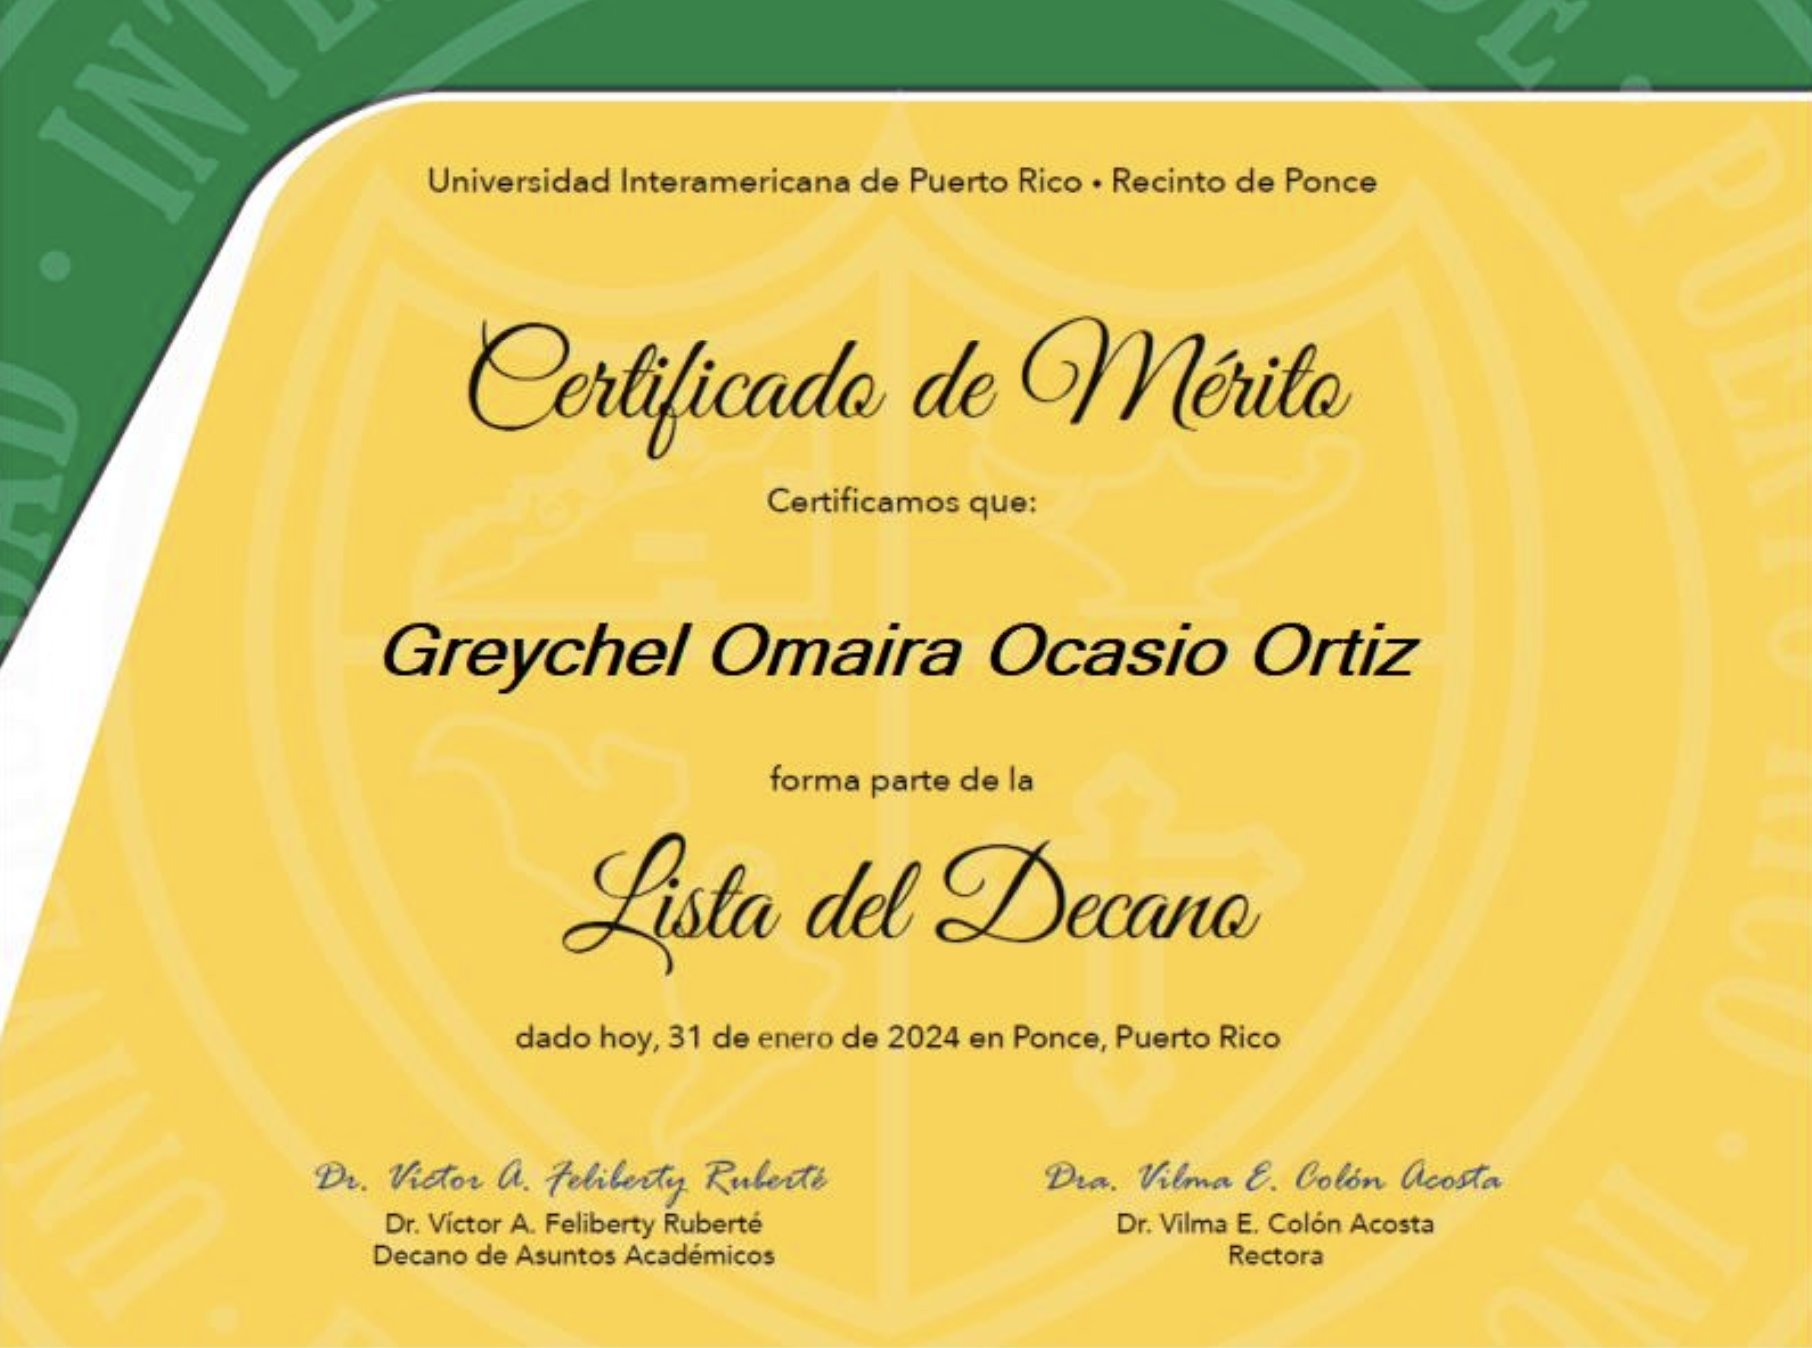 Universidad Interamericana de Puerto Rico • Recinto de Ponce
Certificado de Mérito
Certificamos que:
Greychel Omaira Ocasio Ortiz
forma parte de la
Lista del Decano
dado hoy, 31 de enero de 2024 en Ponce, Puerto Rico
Dr. Víctor A. Feliberty Ruberté
Dr. Víctor A. Feliberty Ruberté
Decano de Asuntos Académicos
Dra. Vilma E. Colón Acosta
Dr. Vilma E. Colón Acosta
Rectora